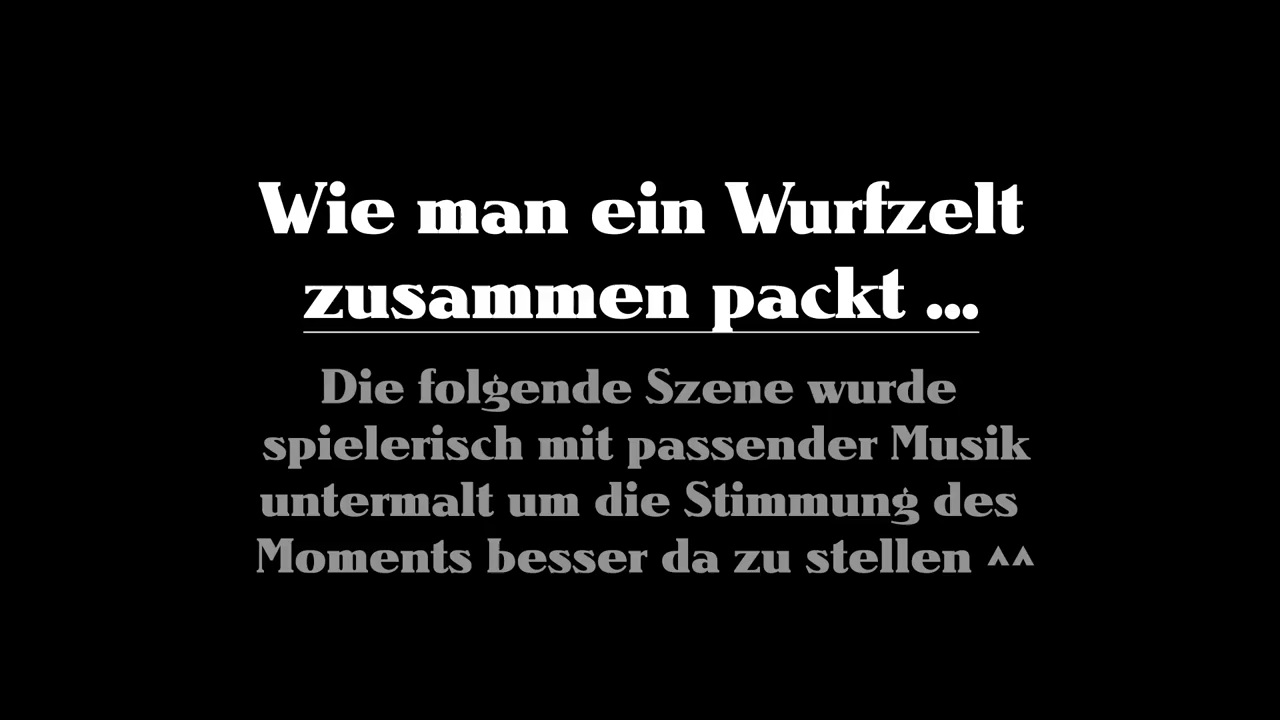 Wie man ein Wurfzelt
zusammen packt ...
Die folgende Szene wurde
spielerisch mit passender Musik
untermalt um die Stimmung des
Moments besser da zu stellen ^^